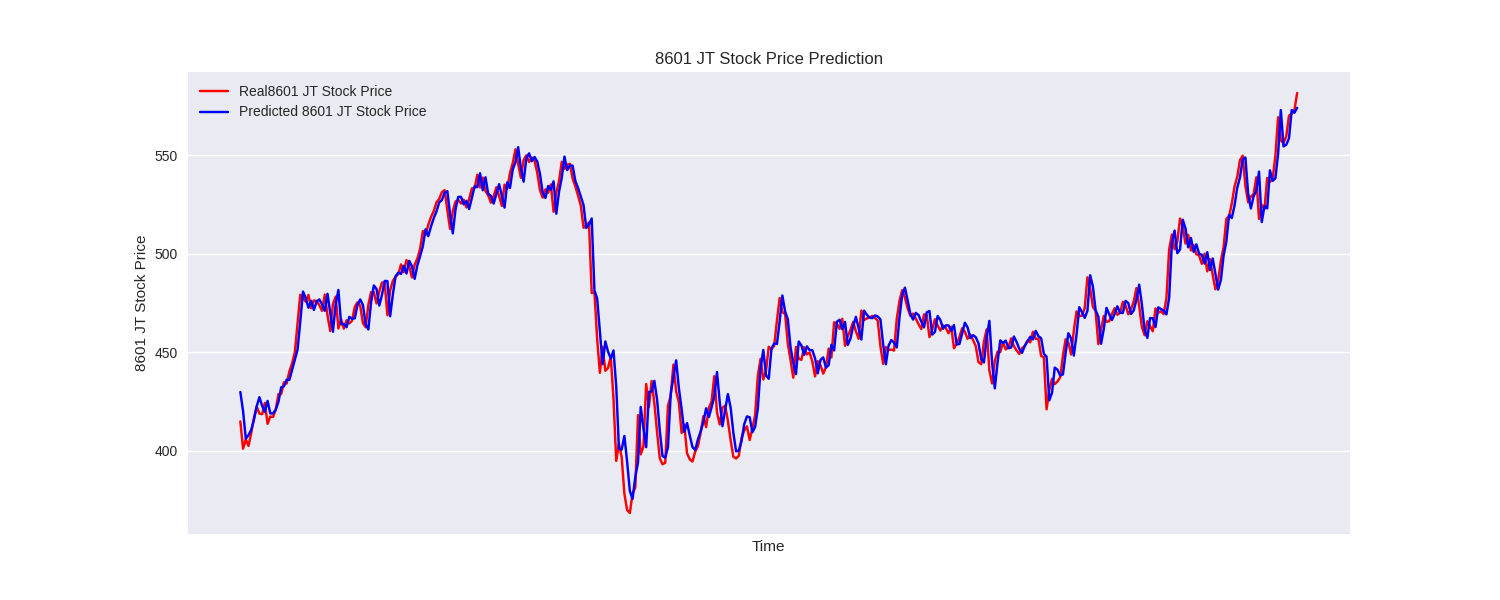 8601 JT Stock Price Prediction
Real8601 JT Stock Price
Predicted 8601 JT Stock Price
550
500
450
400
8601 JT Stock Price
Time